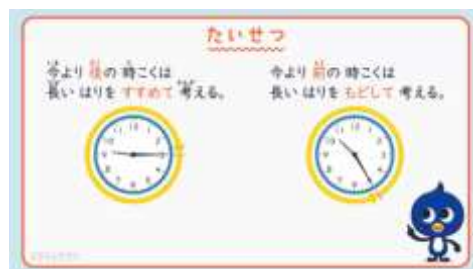 たいせつ
今より 後の 時こくは
長い はりを すすめて 考える。
今より 前の 時こくは
長い はりを もどして 考える。